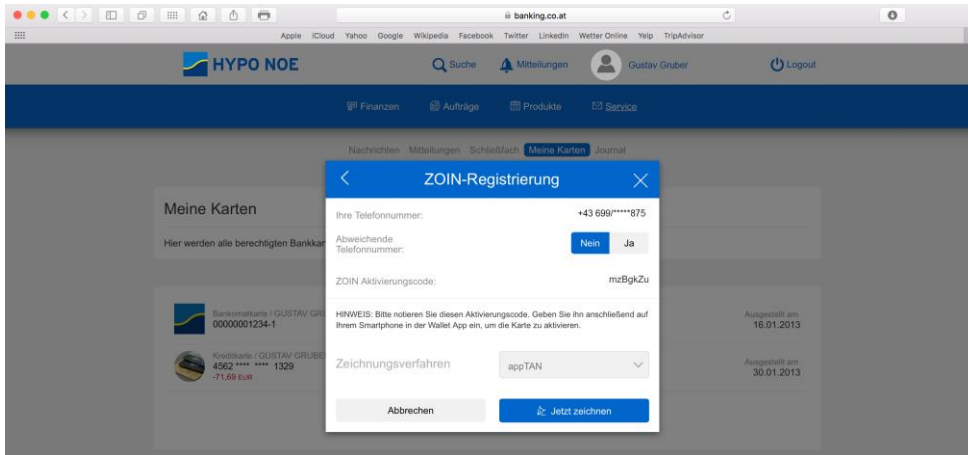 banking.co.at
Apple iCloud Yahoo Google Wikipedia Facebook Twitter LinkedIn Wetter Online Yelp TripAdvisor
HYPO NOE Suche Mitteilungen Gustav Gruber Logout
Finanzen Aufträge Produkte Service
Nachrichten Mitteilungen Schließfach Meine Karten Journal
ZOIN-Registrierung
Meine Karten
Ihre Telefonnummer: +43 699/*****875
Hier werden alle berechtigten Bankkar
Abweichende
Telefonnummer: Nein Ja
ZOIN Aktivierungscode: mzBgkZu
HINWEIS: Bitte notieren Sie diesen Aktivierungscode. Geben Sie ihn anschließend auf
Ihrem Smartphone in der Wallet App ein, um die Karte zu aktivieren.
Bankomatkarte / GUSTAV GRU Ausgestellt am
00000001234-1 16.01.2013
Kreditkarte / GUSTAV GRUBE Ausgestellt am
4562 **** **** 1329 30.01.2013
-71,69 EUR
Zeichnungsverfahren appTAN
Abbrechen Jetzt zeichnen